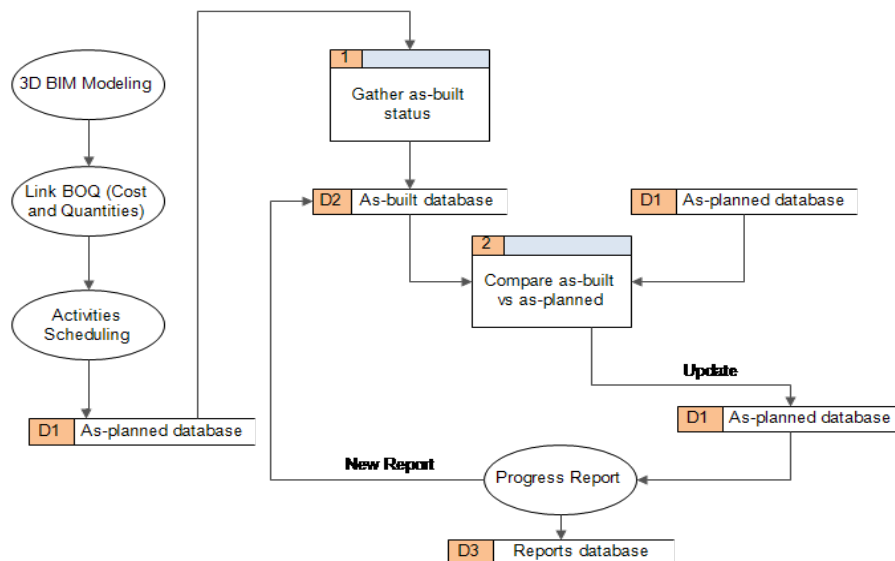 3D BIM Modeling
Link BOQ (Cost
and Quantities)
Activities
Scheduling
D1 As-planned database
1
Gather as-built
status
D2 As-built database
D1 As-planned database
2
Compare as-built
vs as-planned
Update
D1 As-planned database
New Report
Progress Report
D3 Reports database